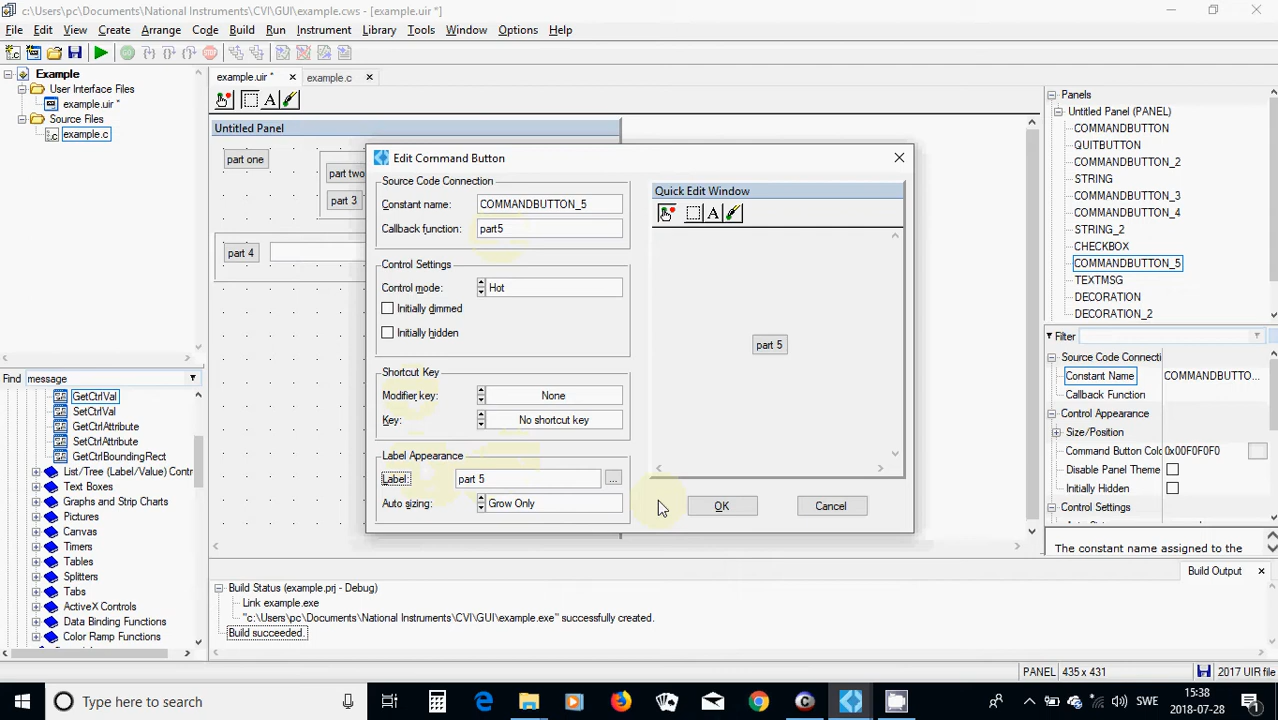 c:\Users\pc\Documents\National Instruments\CVI\GUI\example.cws - [example.uir *]
File Edit View Create Arrange Code Build Run Instrument Library Tools Window Options Help
Example
User Interface Files
example.uir *
Source Files
example.c
example.uir * example.c
Untitled Panel
part one
part two
part 3
part 4
Edit Command Button
Source Code Connection
Constant name: COMMANDBUTTON_5
Callback function: part5
Control Settings
Control mode: Hot
Initially dimmed
Initially hidden
Shortcut Key
Modifier key: None
Key: No shortcut key
Label Appearance
Label: part 5 ...
Auto sizing: Grow Only
Quick Edit Window
part 5
OK Cancel
Panels
Untitled Panel (PANEL)
COMMANDBUTTON
QUITBUTTON
COMMANDBUTTON_2
STRING
COMMANDBUTTON_3
COMMANDBUTTON_4
STRING_2
CHECKBOX
COMMANDBUTTON_5
TEXTMSG
DECORATION
DECORATION_2
Filter
Source Code Connecti
Constant Name COMMANDBUTTO...
Callback Function
Control Appearance
Size/Position
Command Button Colo 0x00F0F0F0
Disable Panel Theme
Initially Hidden
Control Settings
The constant name assigned to the
Find message
GetCtrlVal
SetCtrlVal
GetCtrlAttribute
SetCtrlAttribute
GetCtrlBoundingRect
List/Tree (Label/Value) Contr
Text Boxes
Graphs and Strip Charts
Pictures
Canvas
Timers
Tables
Splitters
Tabs
ActiveX Controls
Data Binding Functions
Color Ramp Functions
Build Output
Build Status (example.prj - Debug)
Link example.exe
"c:\Users\pc\Documents\National Instruments\CVI\GUI\example.exe" successfully created.
Build succeeded.
PANEL 435 x 431 2017 UIR file
Type here to search
SWE
15:38
2018-07-28